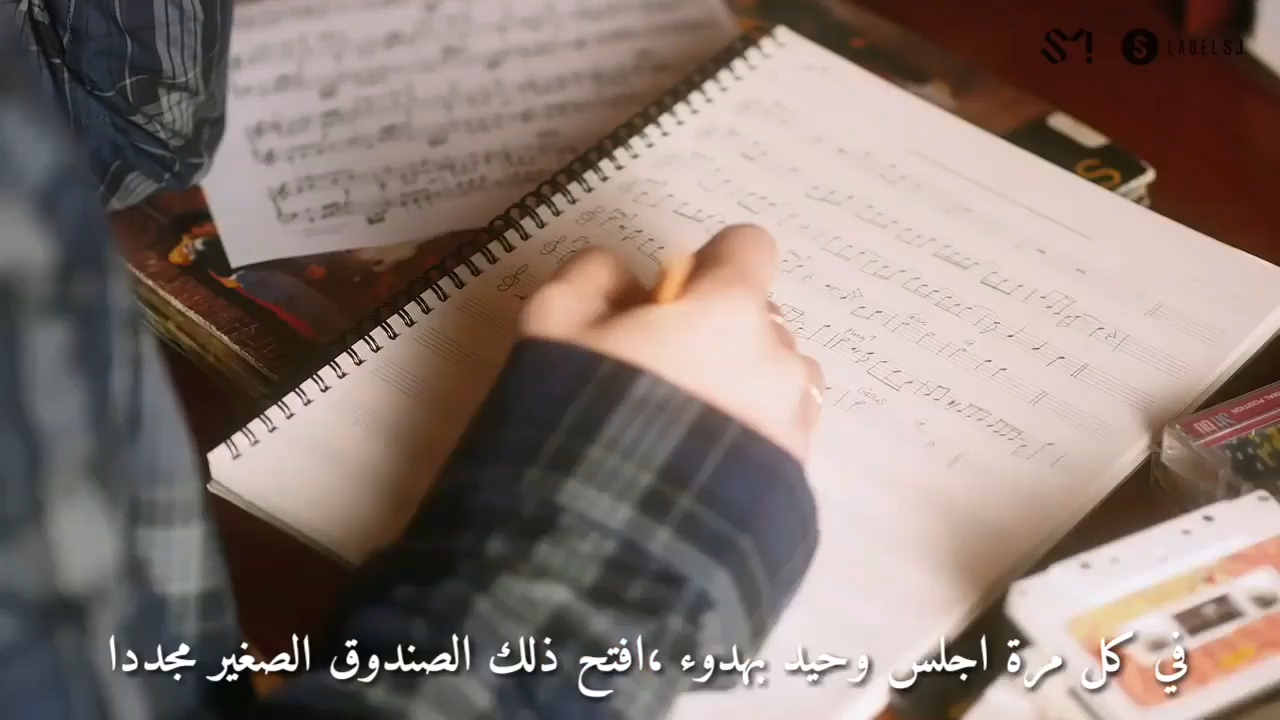 SM!
S LABEL SJ
S
في كل مرة اجلس وحيد بهدوء ،افتح ذلك الصندوق الصغير مجددا